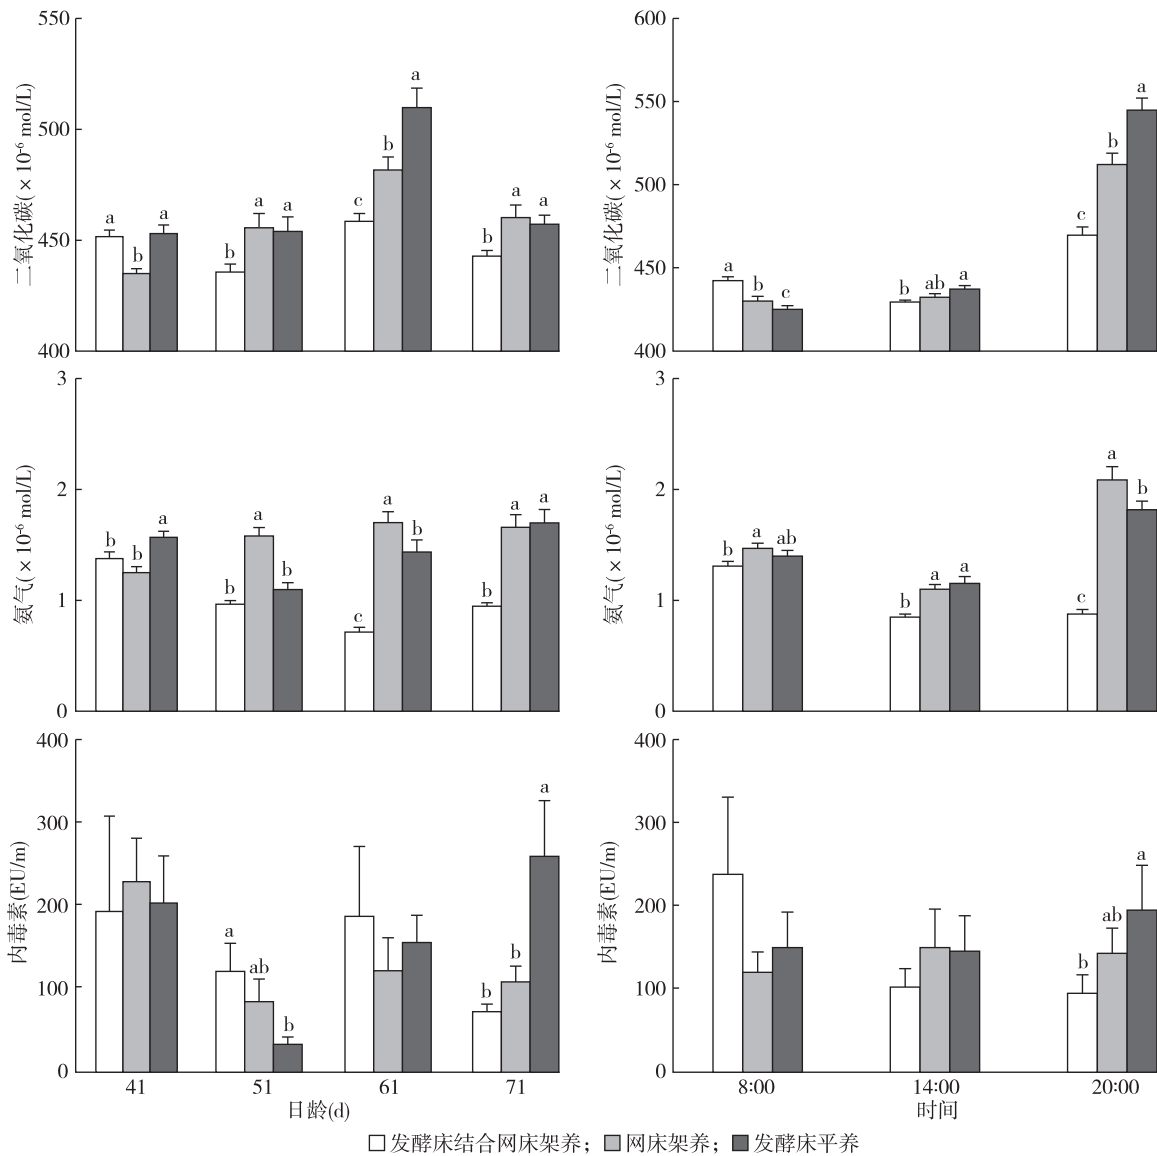 550
500
450
400
二氧化碳(×10⁻⁶ mol/L)
a b a
b a a
c b a
b a a
600
550
500
450
400
二氧化碳(×10⁻⁶ mol/L)
a b c
b ab a
c b a
3
2
1
0
氨气(×10⁻⁶ mol/L)
b b a
b a b
c a b
b a a
3
2
1
0
氨气(×10⁻⁶ mol/L)
b a ab
b a a
c a b
400
300
200
100
0
内毒素(EU/m)
a ab b
b b a
41 51 61 71
日龄(d)
400
300
200
100
0
内毒素(EU/m)
b ab a
8:00 14:00 20:00
时间
发酵床结合网床架养； 网床架养； 发酵床平养